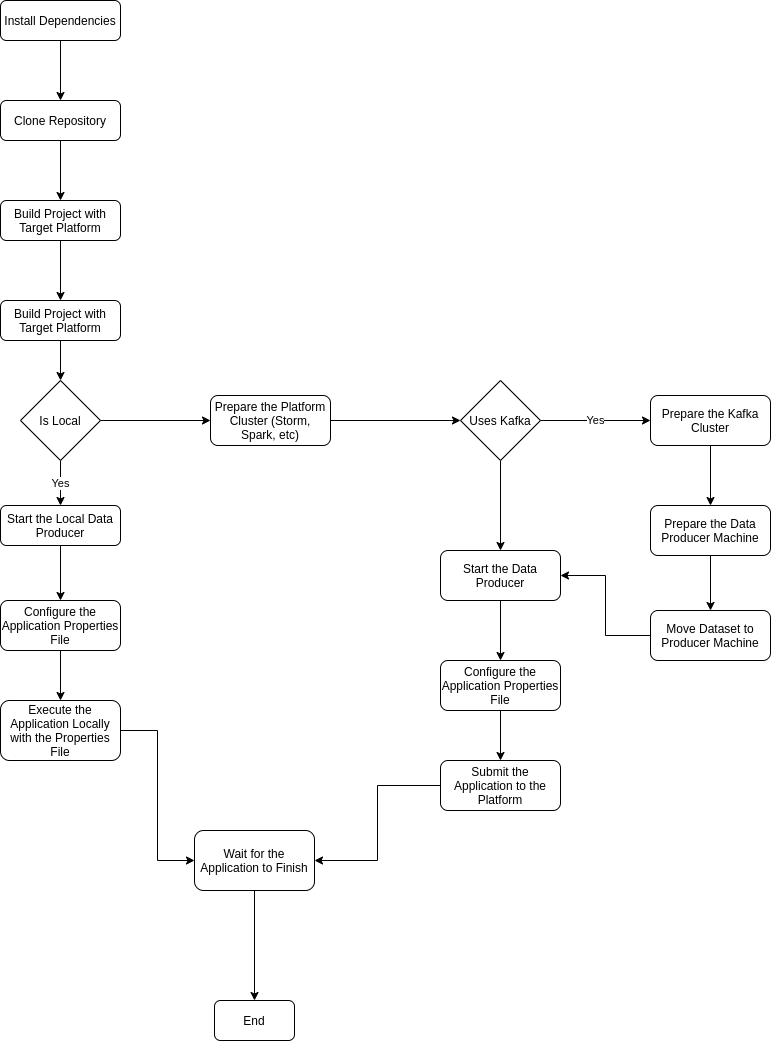 Install Dependencies
Clone Repository
Build Project with
Target Platform
Build Project with
Target Platform
Is Local
Prepare the Platform
Cluster (Storm,
Spark, etc)
Uses Kafka
Yes
Prepare the Kafka
Cluster
Yes
Start the Local Data
Producer
Prepare the Data
Producer Machine
Start the Data
Producer
Configure the
Application Properties
File
Move Dataset to
Producer Machine
Configure the
Application Properties
File
Execute the
Application Locally
with the Properties
File
Submit the
Application to the
Platform
Wait for the
Application to Finish
End